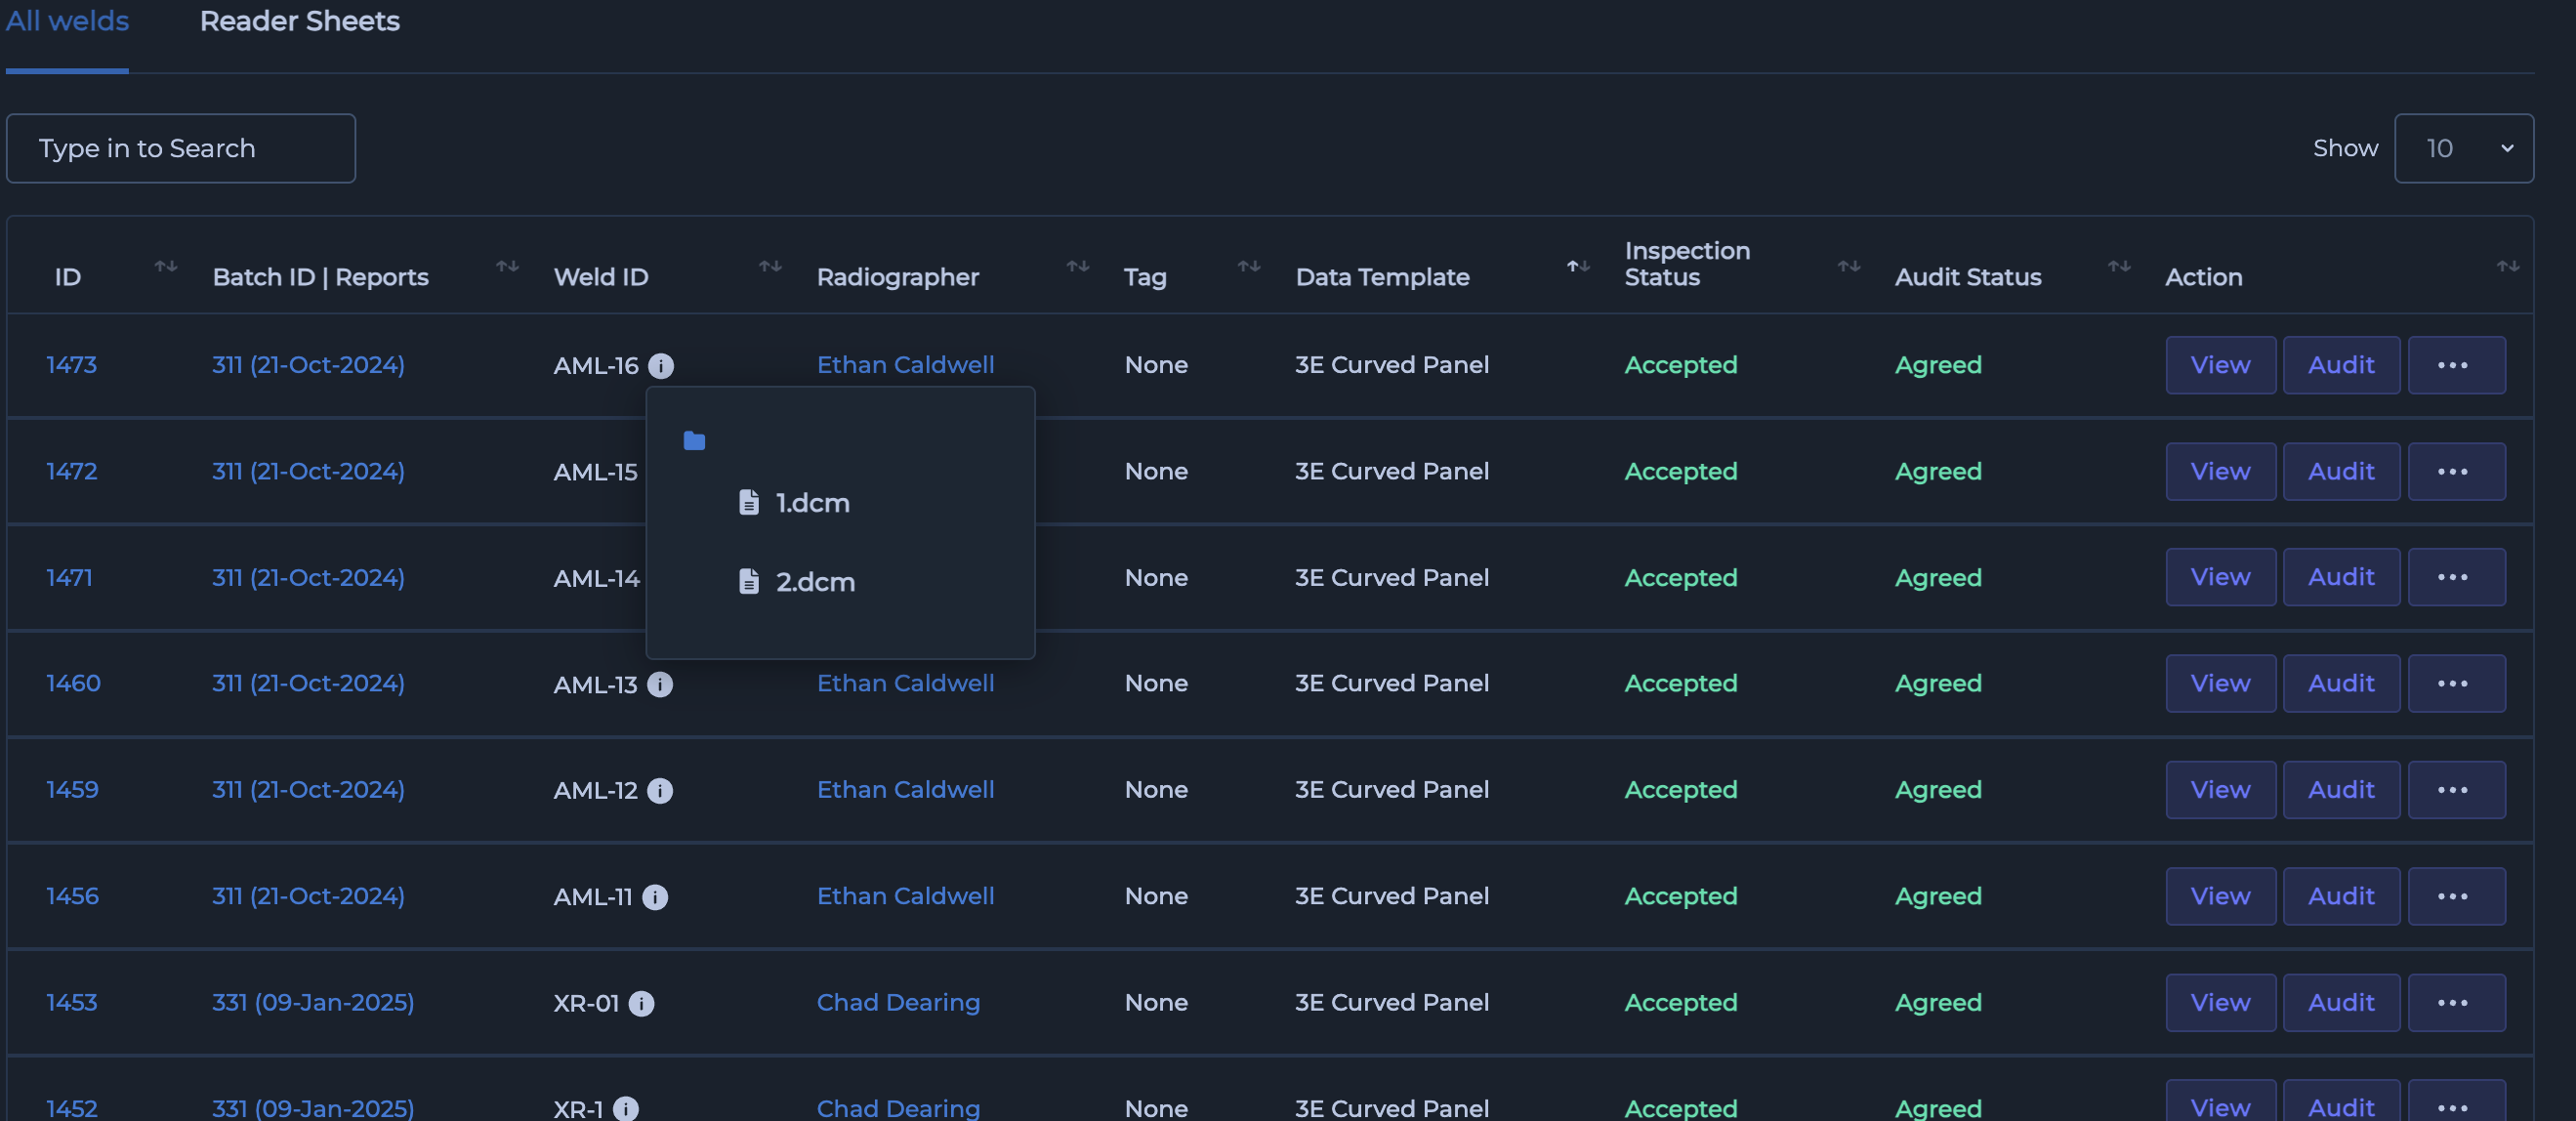 All welds Reader Sheets
Type in to Search Show 10
ID Batch ID | Reports Weld ID Radiographer Tag Data Template Inspection Status Audit Status Action
1473 311 (21-Oct-2024) AML-16 Ethan Caldwell None 3E Curved Panel Accepted Agreed View Audit ...
1472 311 (21-Oct-2024) AML-15 None 3E Curved Panel Accepted Agreed View Audit ...
1.dcm
1471 311 (21-Oct-2024) AML-14 None 3E Curved Panel Accepted Agreed View Audit ...
2.dcm
1460 311 (21-Oct-2024) AML-13 Ethan Caldwell None 3E Curved Panel Accepted Agreed View Audit ...
1459 311 (21-Oct-2024) AML-12 Ethan Caldwell None 3E Curved Panel Accepted Agreed View Audit ...
1456 311 (21-Oct-2024) AML-11 Ethan Caldwell None 3E Curved Panel Accepted Agreed View Audit ...
1453 331 (09-Jan-2025) XR-01 Chad Dearing None 3E Curved Panel Accepted Agreed View Audit ...
1452 331 (09-Jan-2025) XR-1 Chad Dearing None 3E Curved Panel Accepted Agreed View Audit ...